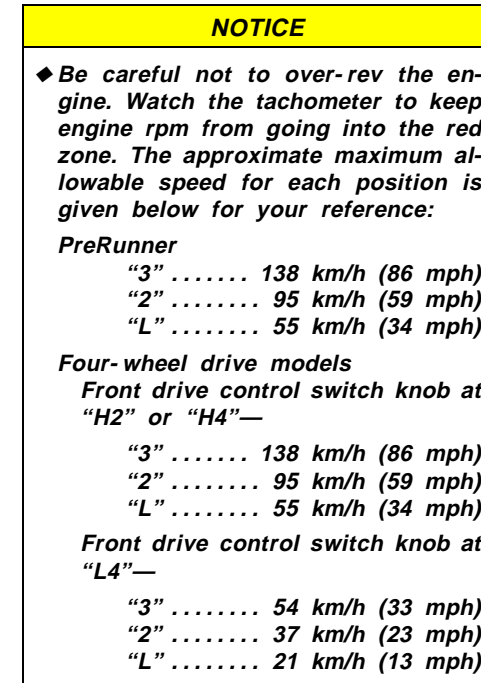 NOTICE
◆ Be careful not to over-rev the en-
gine. Watch the tachometer to keep
engine rpm from going into the red
zone. The approximate maximum al-
lowable speed for each position is
given below for your reference:
PreRunner
“3” ....... 138 km/h (86 mph)
“2” ........ 95 km/h (59 mph)
“L” ........ 55 km/h (34 mph)
Four-wheel drive models
Front drive control switch knob at
“H2” or “H4”—
“3” ....... 138 km/h (86 mph)
“2” ........ 95 km/h (59 mph)
“L” ........ 55 km/h (34 mph)
Front drive control switch knob at
“L4”—
“3” ........ 54 km/h (33 mph)
“2” ........ 37 km/h (23 mph)
“L” ........ 21 km/h (13 mph)